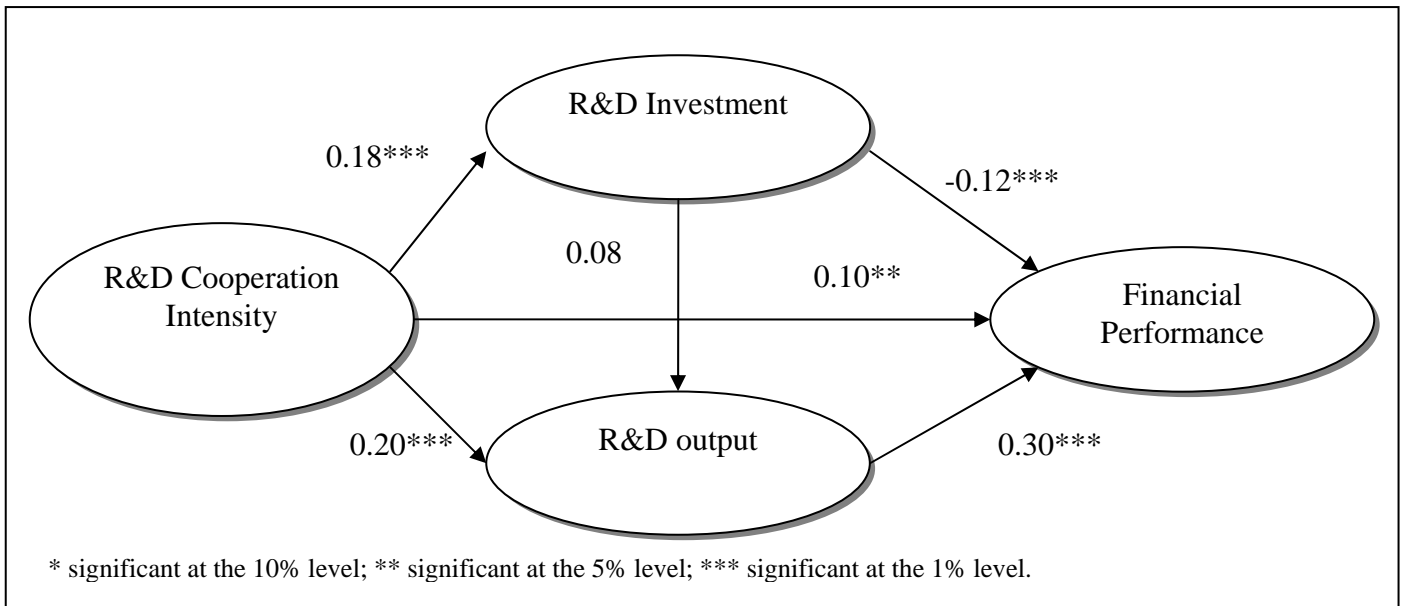 R&D Investment
0.18***
-0.12***
R&D Cooperation
Intensity
0.08
0.10**
Financial
Performance
0.20***
R&D output
0.30***
* significant at the 10% level; ** significant at the 5% level; *** significant at the 1% level.